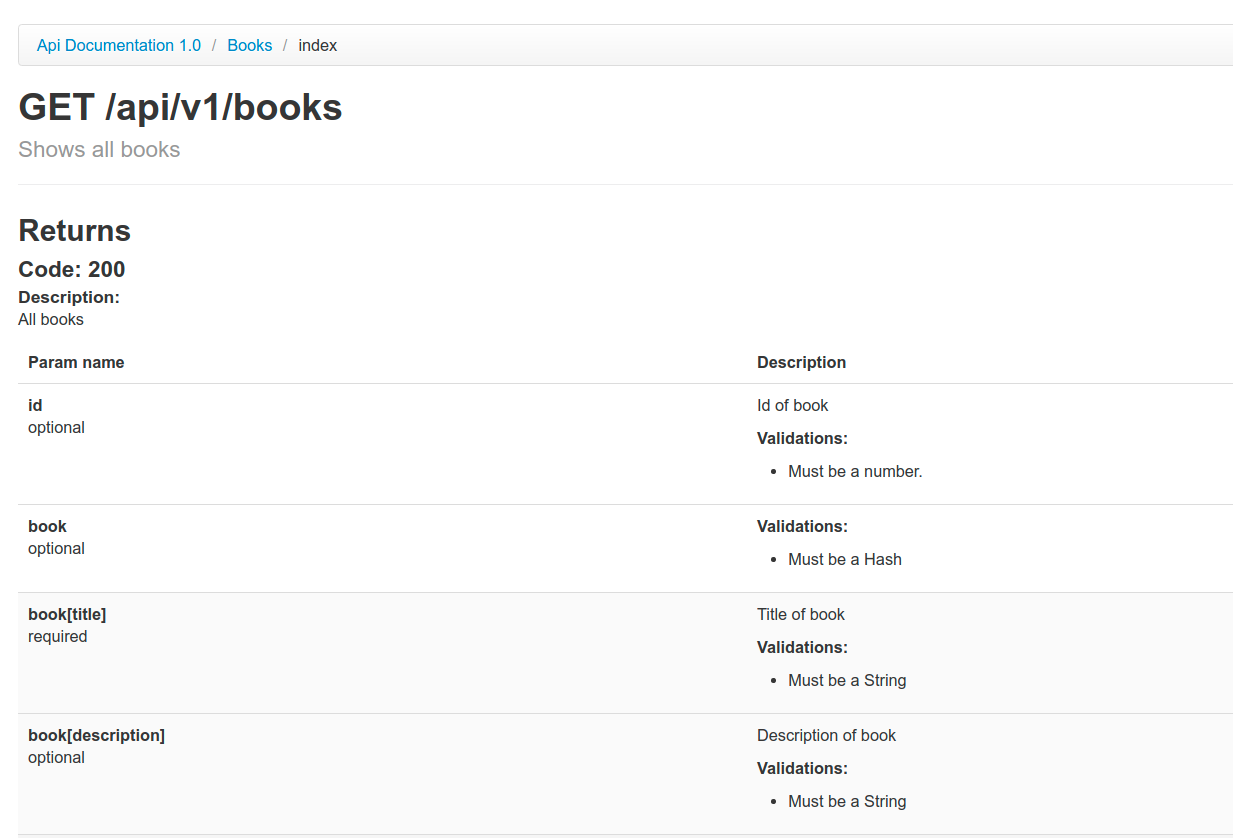 Api Documentation 1.0 / Books / index
GET /api/v1/books
Shows all books
Returns
Code: 200
Description:
All books
Param name Description
id Id of book
optional
Validations:
• Must be a number.
book Validations:
optional
• Must be a Hash
book[title] Title of book
required
Validations:
• Must be a String
book[description] Description of book
optional
Validations:
• Must be a String